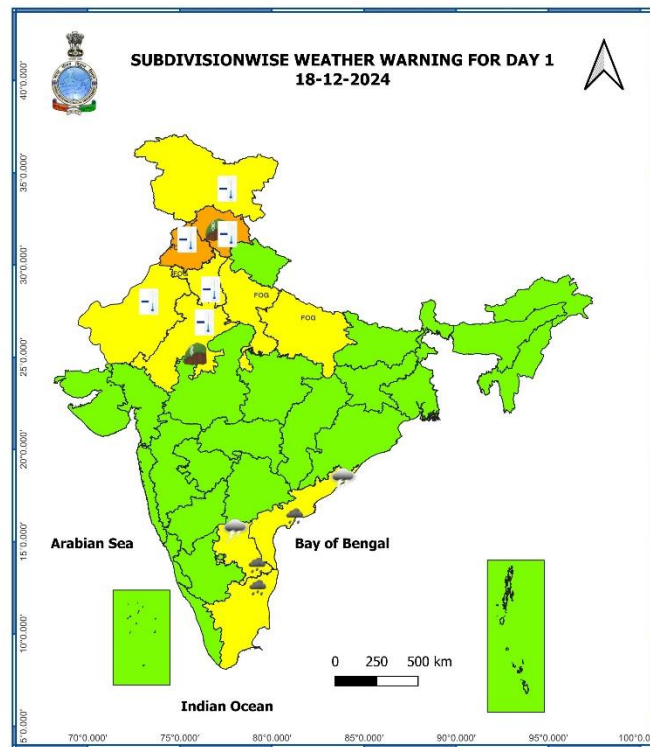 SUBDIVISIONWISE WEATHER WARNING FOR DAY 1
18-12-2024
40°0.000'
35°0.000'
30°0.000'
25°0.000'
20°0.000'
15°0.000'
10°0.000'
5°0.000'
FOG
FOG
FOG
Arabian Sea
Bay of Bengal
0 250 500 km
Indian Ocean
70°0.000' 75°0.000' 80°0.000' 85°0.000' 90°0.000' 95°0.000' 100°0.0